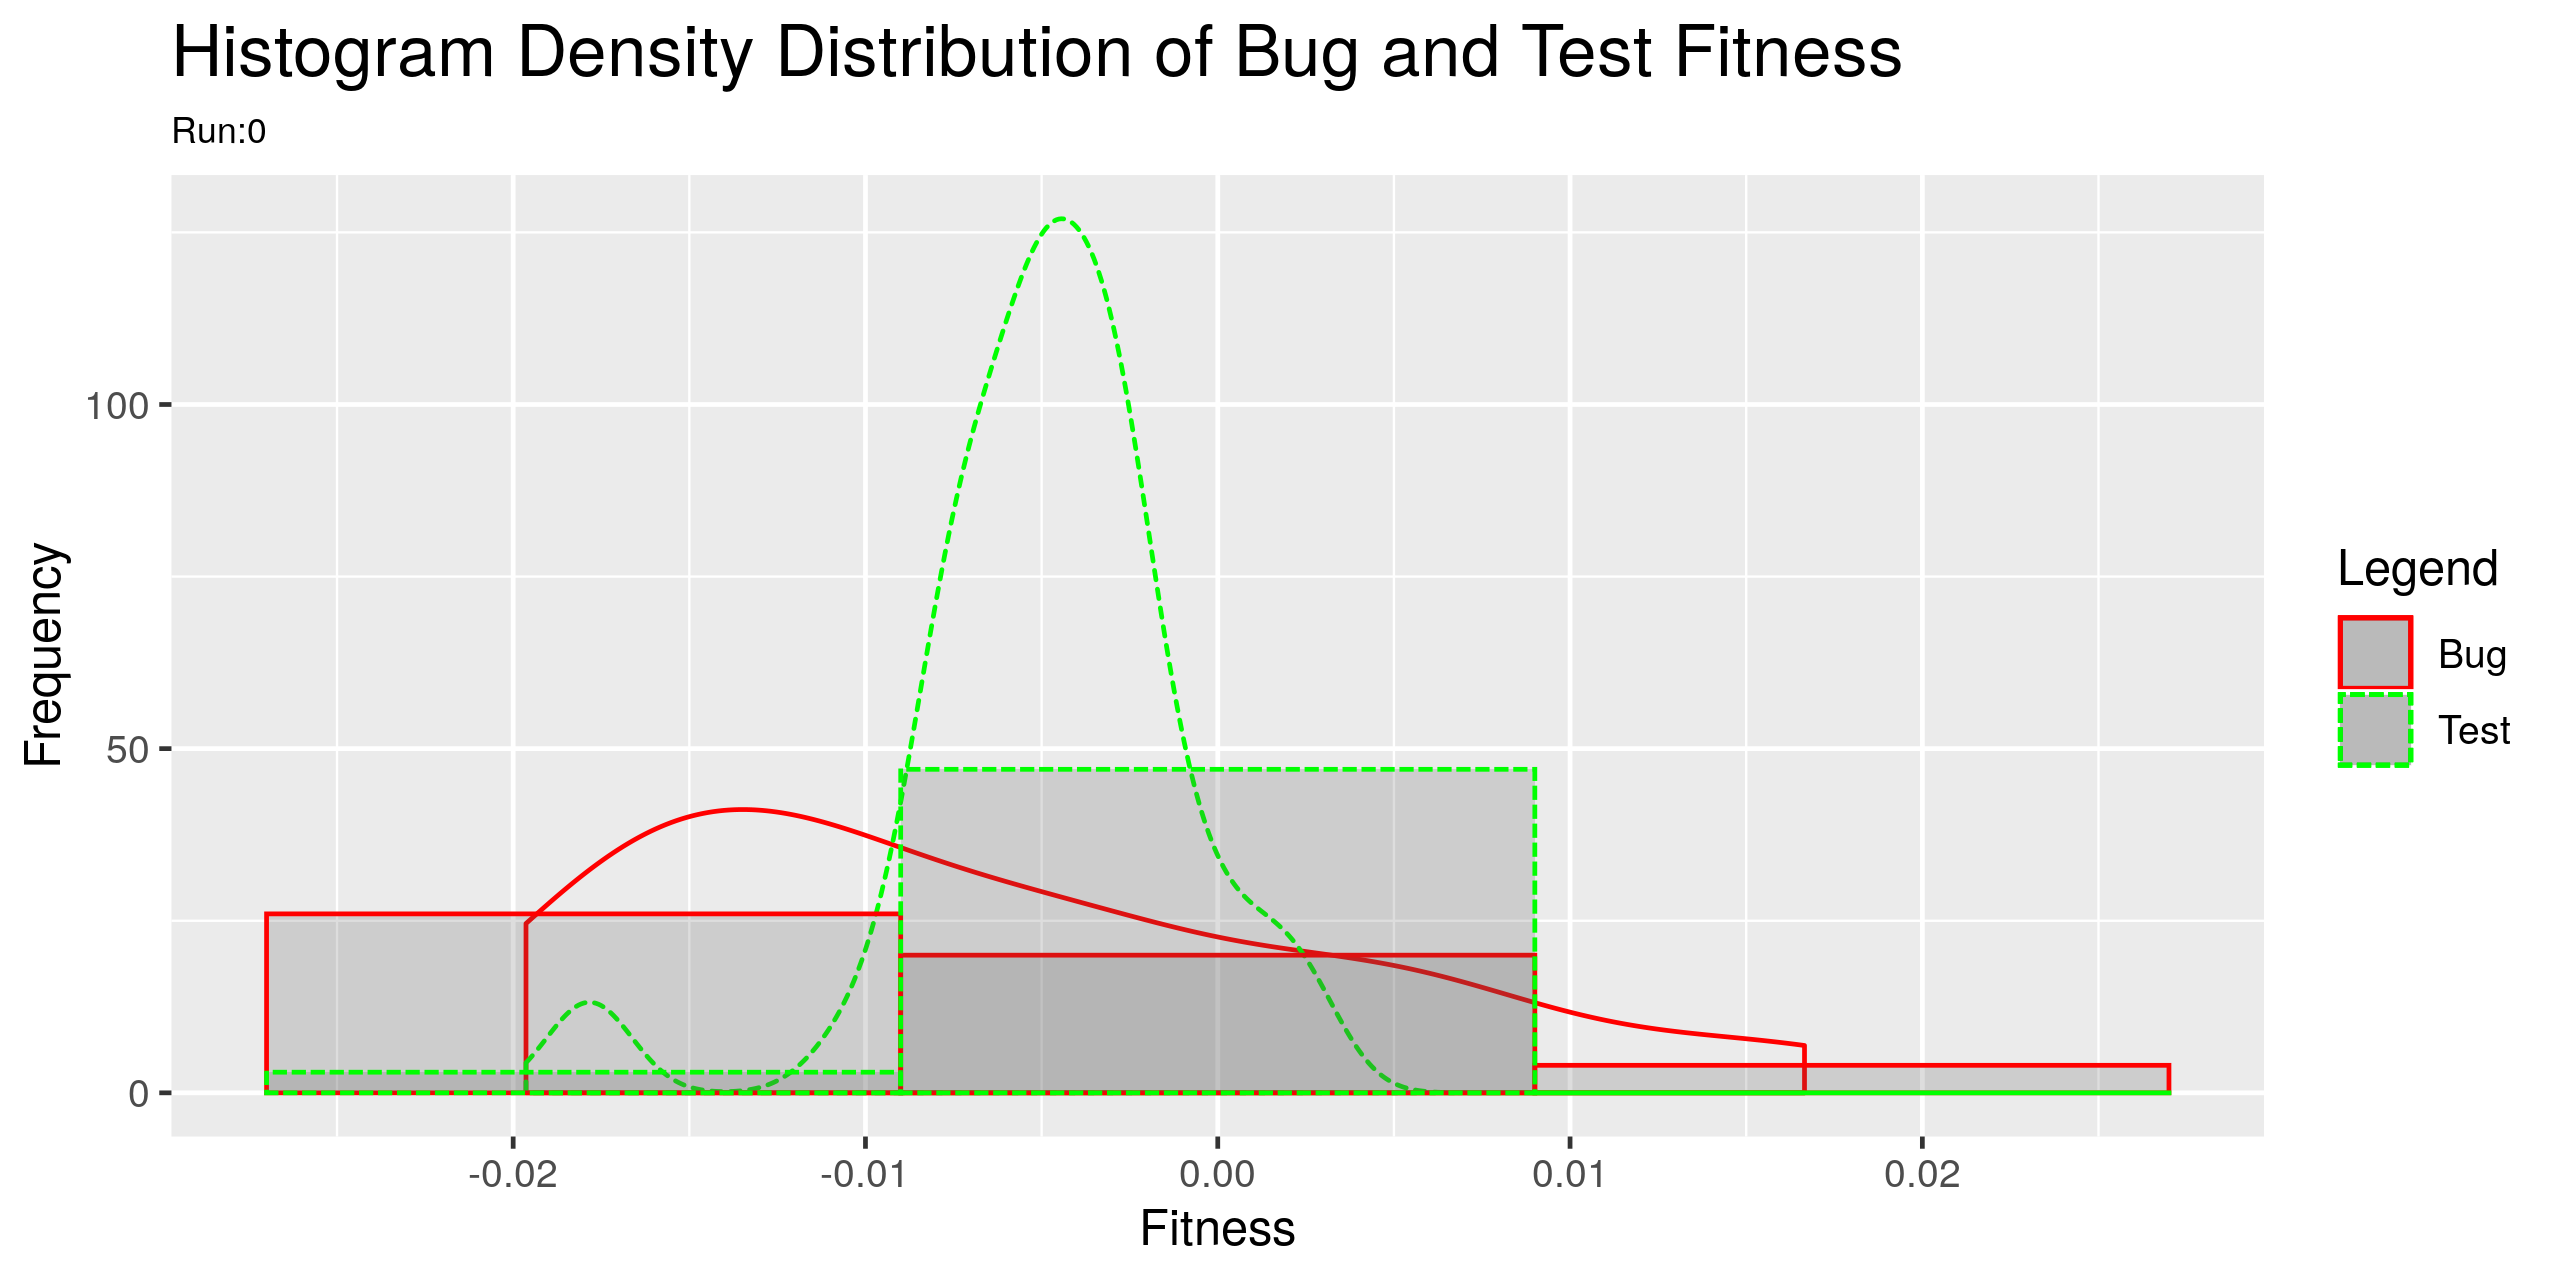 Histogram Density Distribution of Bug and Test Fitness
Run:0
Frequency
100
50
0
-0.02 -0.01 0.00 0.01 0.02
Fitness
Legend
Bug
Test